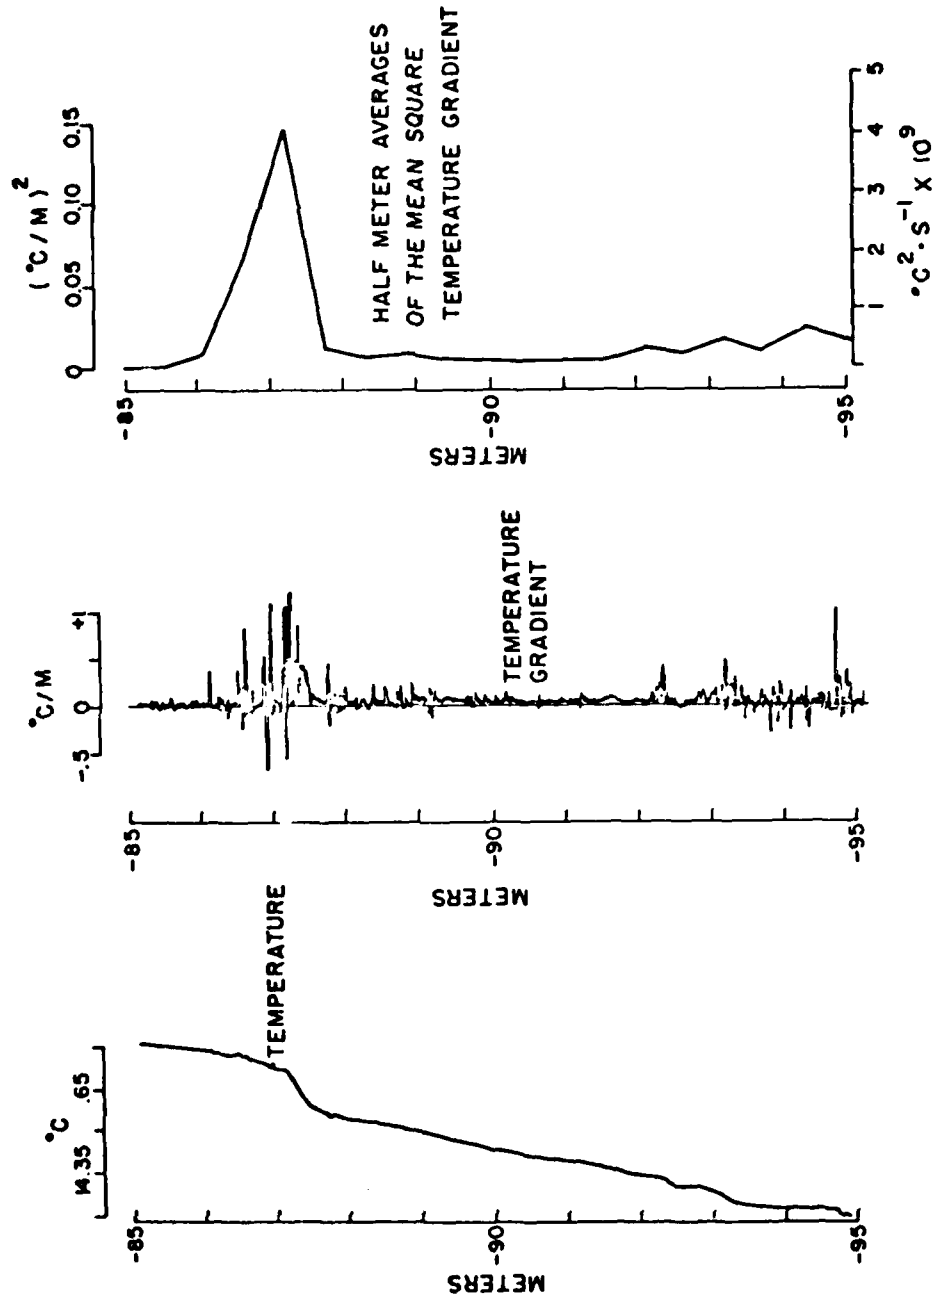 °C
14.35 .65
-85
-90
-95
METERS
TEMPERATURE
°C/M
-.5 0 +1
-85
-90
-95
METERS
TEMPERATURE
GRADIENT
(°C/M)²
0 0.05 0.10 0.15
-85
-90
-95
METERS
HALF METER AVERAGES
OF THE MEAN SQUARE
TEMPERATURE GRADIENT
1 2 3 4 5
°C²·S⁻¹ X 10⁹